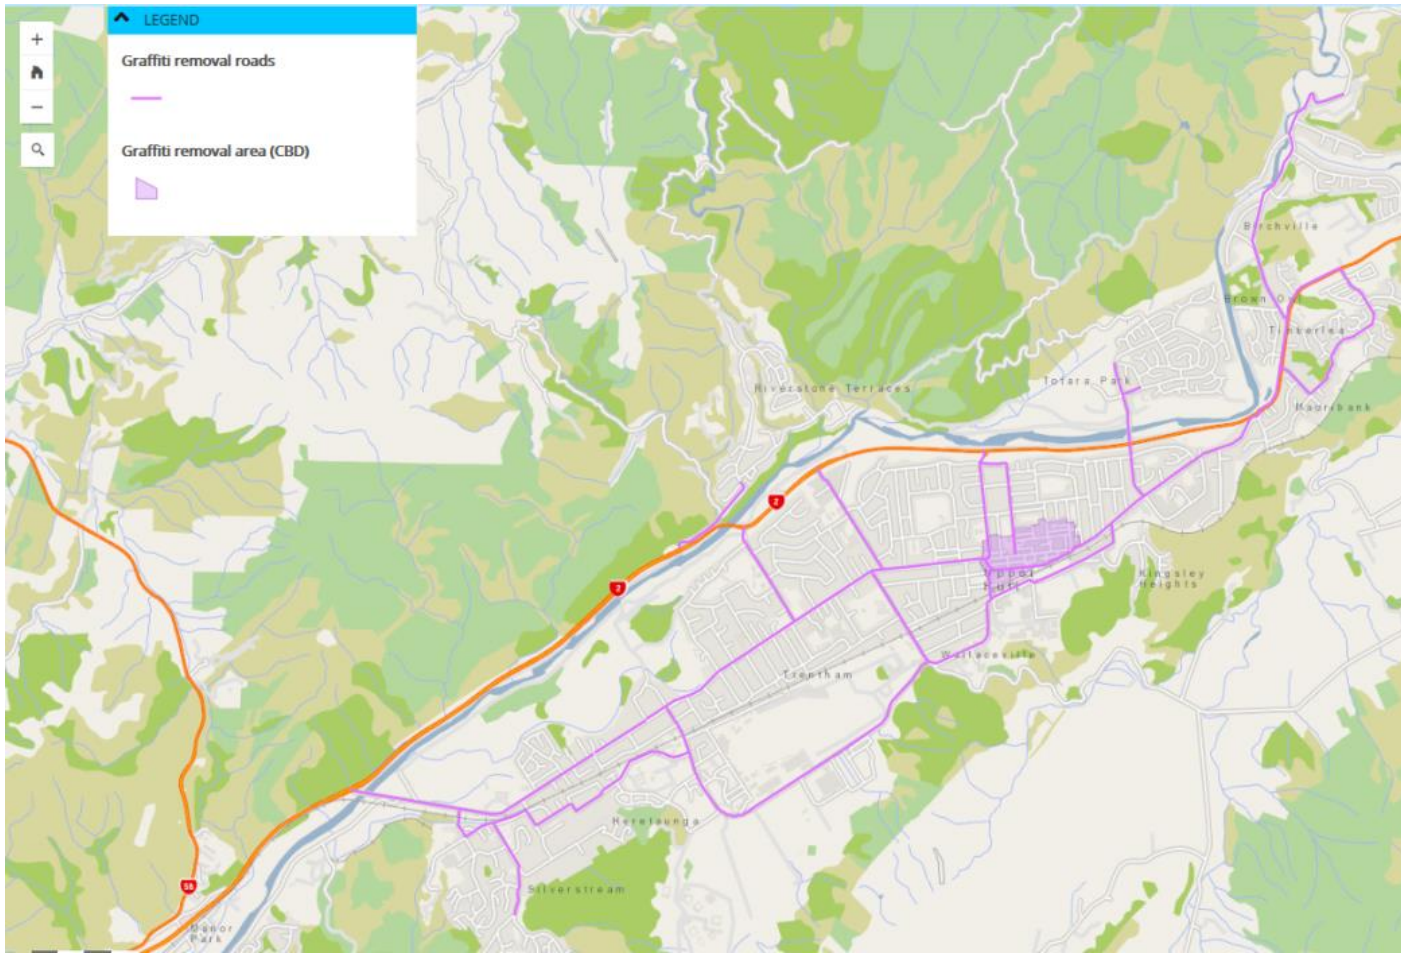 LEGEND
Graffiti removal roads
Graffiti removal area (CBD)
Birchville
Brown Owl
Timberlea
Riverstone Terraces
Totara Park
Maoribank
2
2
Upper
Hutt
Kingsley
Heights
Wallaceville
Trentham
Heretaunga
58
Silverstream
Manor
Park